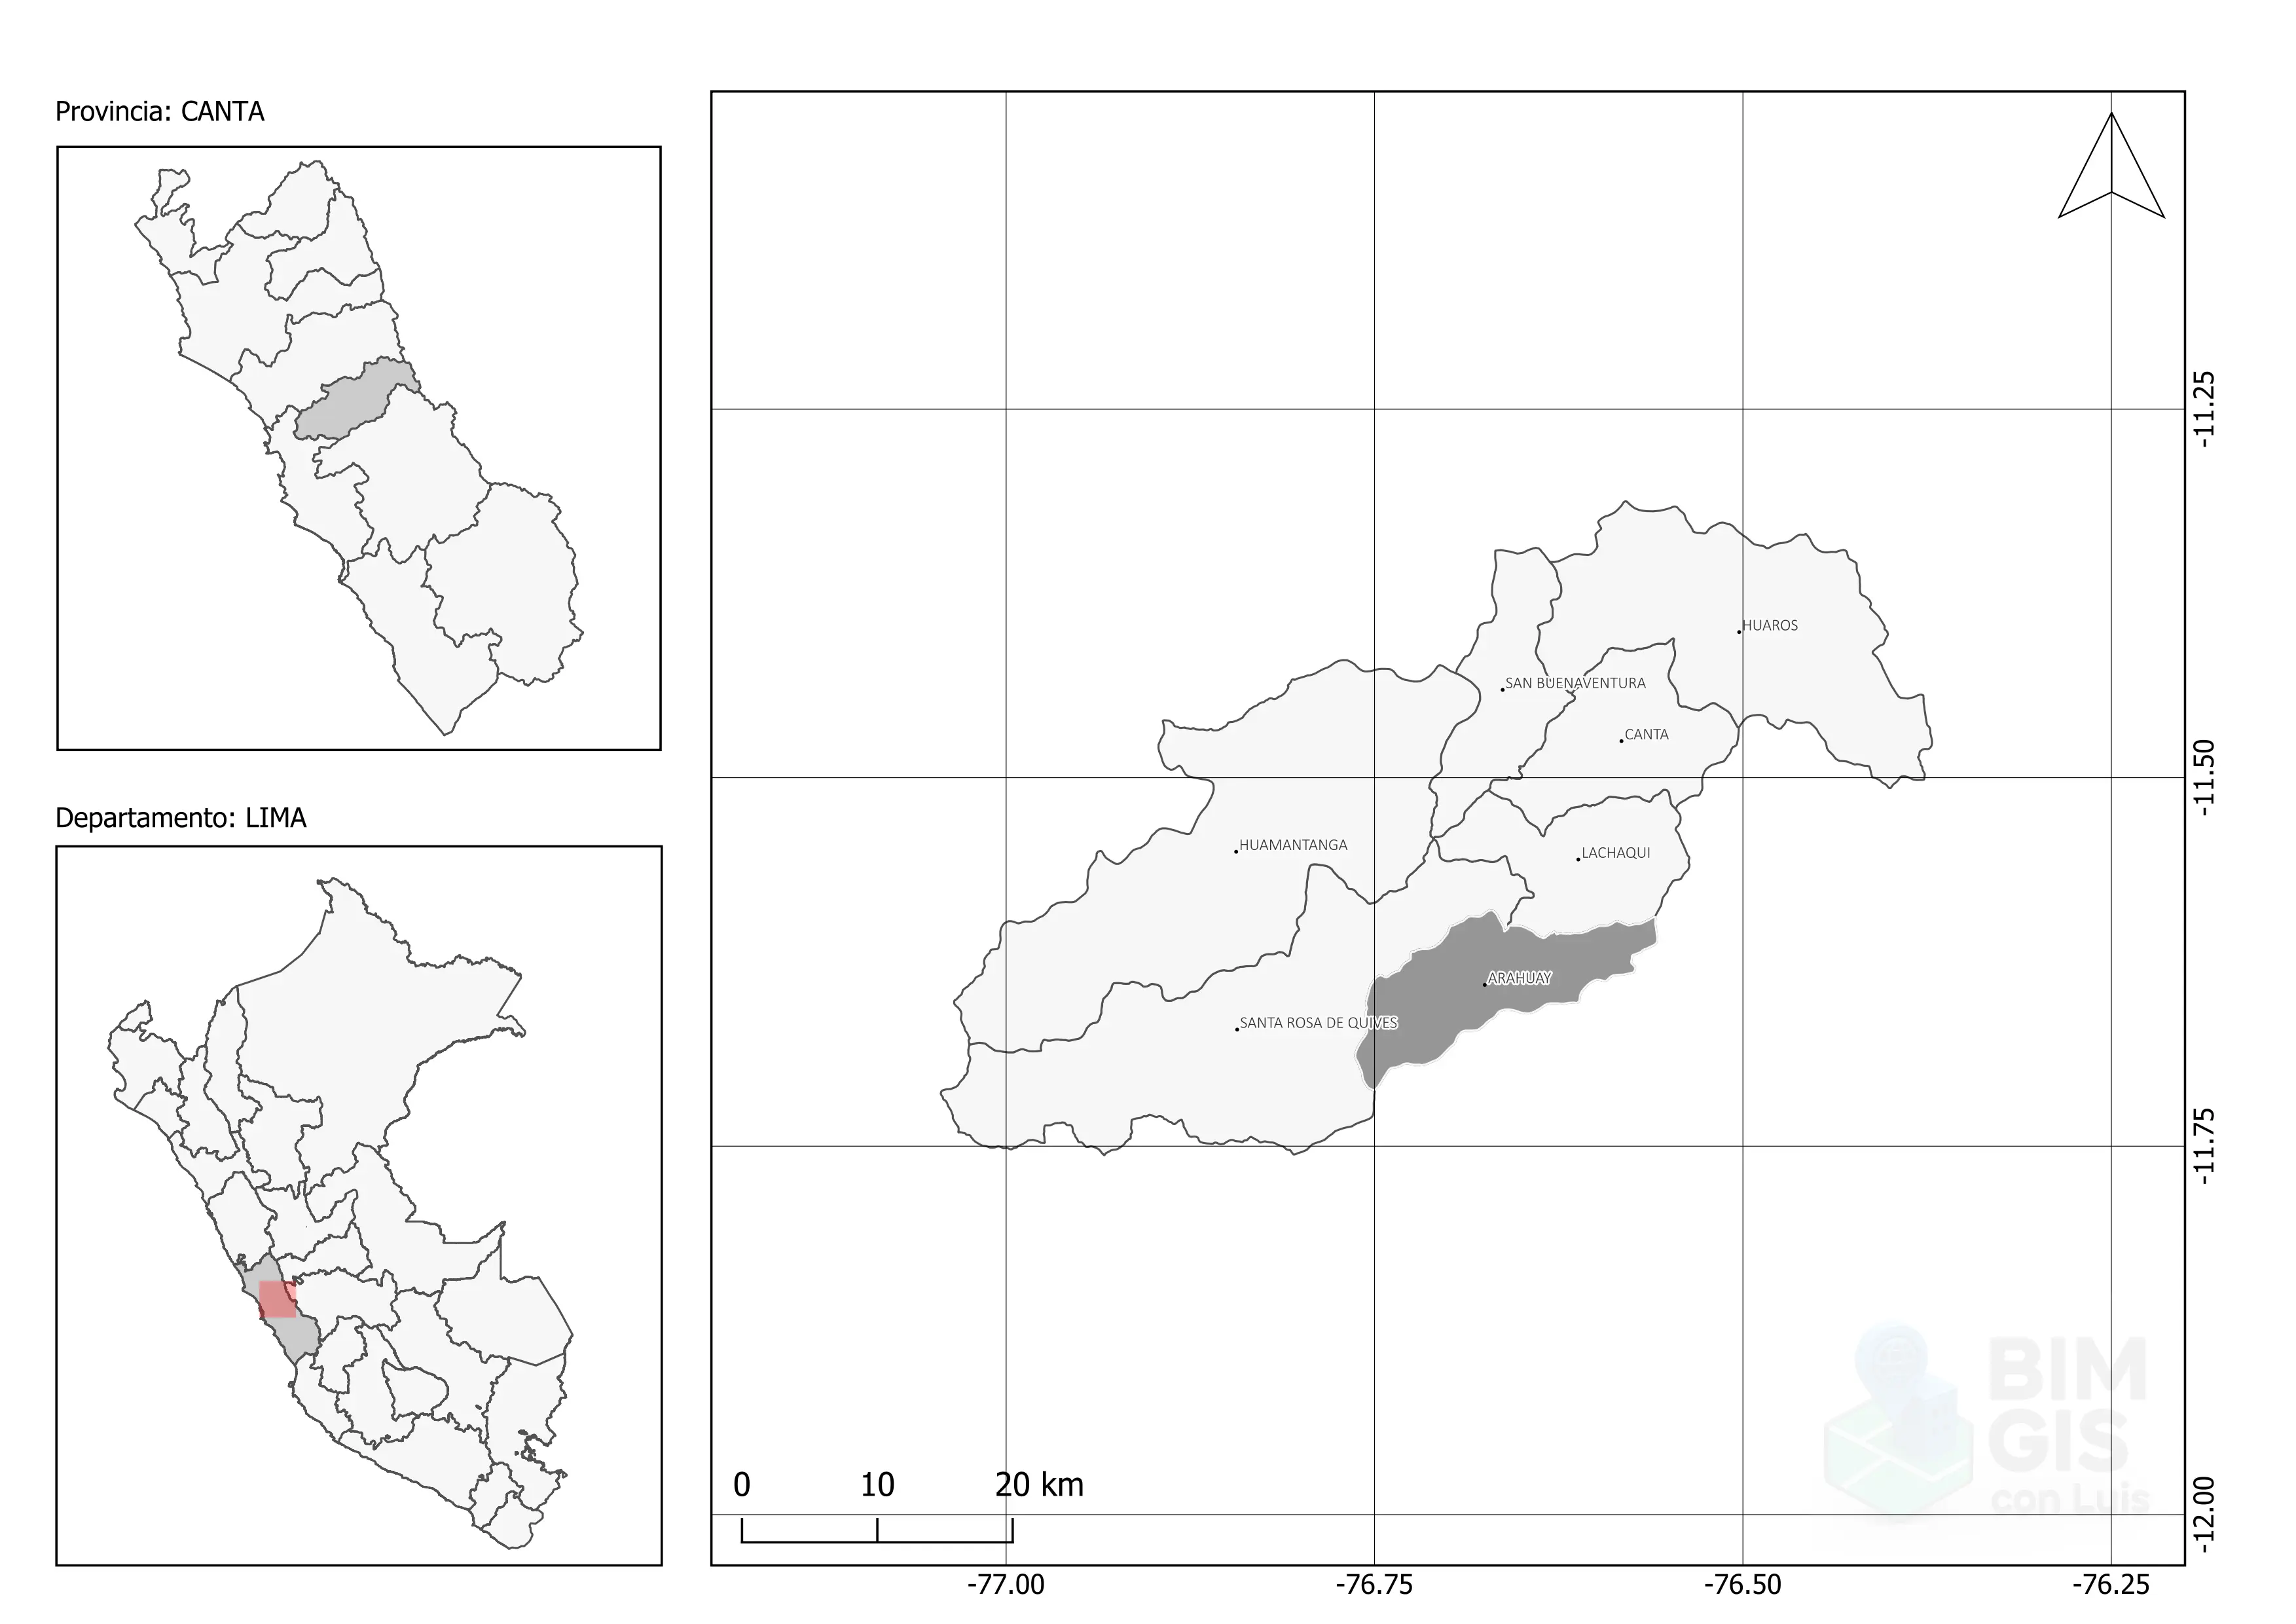 Provincia: CANTA
Departamento: LIMA
HUAROS
SAN BUENAVENTURA
CANTA
HUAMANTANGA
LACHAQUI
ARAHUAY
SANTA ROSA DE QUIVES
0 10 20 km
-11.25
-11.50
-11.75
-12.00
-77.00 -76.75 -76.50 -76.25
BIM
GIS
con Luis